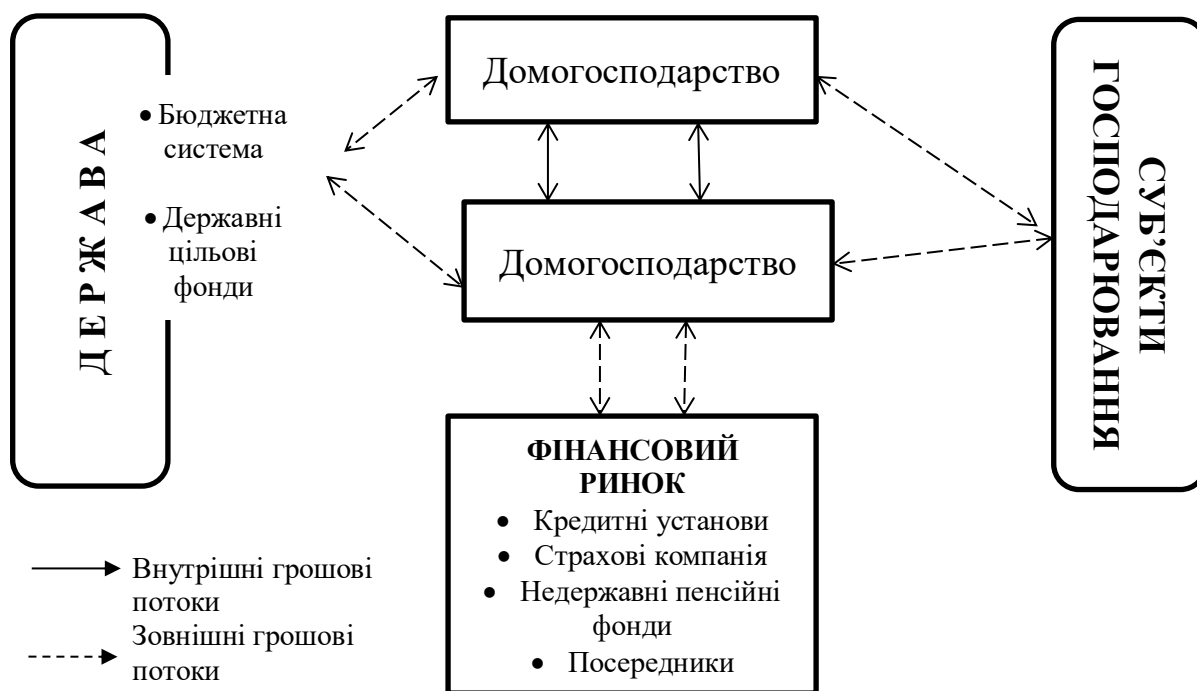 ДЕРЖАВА
• Бюджетна
система
• Державні
цільові
фонди
Домогосподарство
Домогосподарство
СУБ’ЄКТИ
ГОСПОДАРЮВАННЯ
ФІНАНСОВИЙ
РИНОК
• Кредитні установи
• Страхові компанія
• Недержавні пенсійні
фонди
• Посередники
Внутрішні грошові
потоки
Зовнішні грошові
потоки